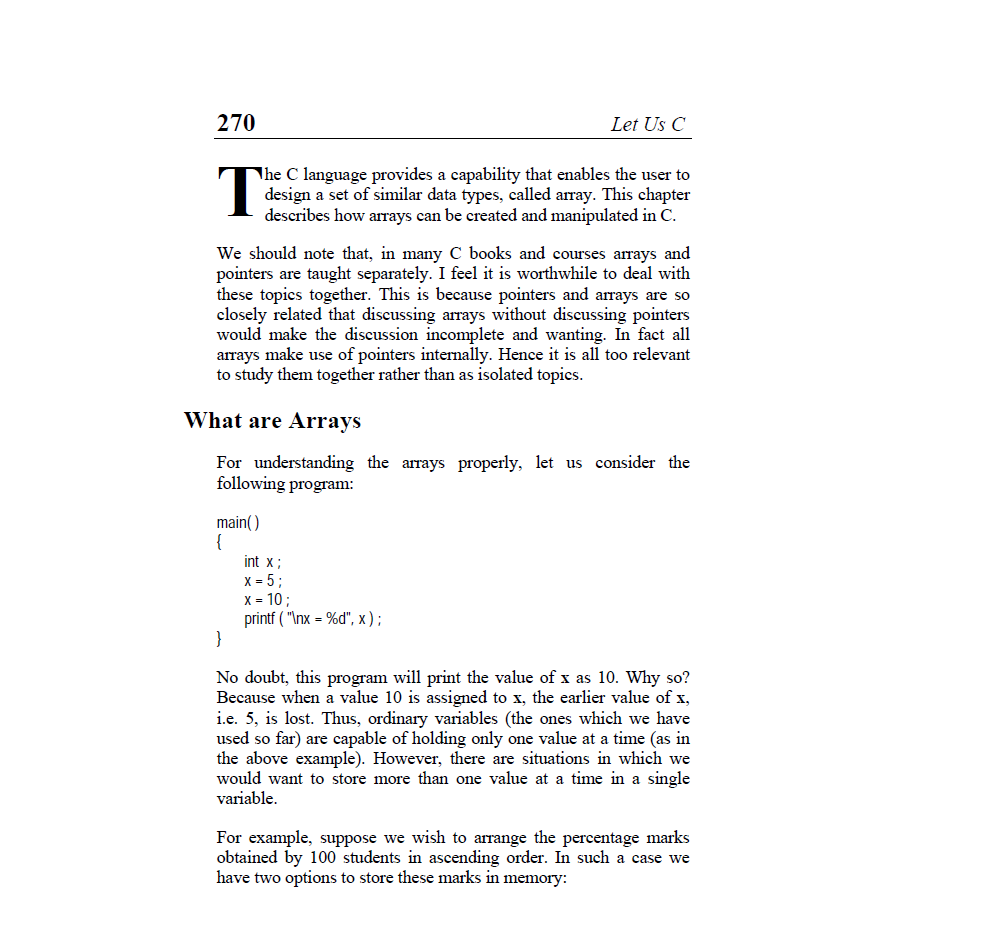 270 Let Us C
The C language provides a capability that enables the user to
design a set of similar data types, called array. This chapter
describes how arrays can be created and manipulated in C.
We should note that, in many C books and courses arrays and
pointers are taught separately. I feel it is worthwhile to deal with
these topics together. This is because pointers and arrays are so
closely related that discussing arrays without discussing pointers
would make the discussion incomplete and wanting. In fact all
arrays make use of pointers internally. Hence it is all too relevant
to study them together rather than as isolated topics.
What are Arrays
For understanding the arrays properly, let us consider the
following program:
main( )
{
int x ;
x = 5 ;
x = 10 ;
printf ( "\nx = %d", x ) ;
}
No doubt, this program will print the value of x as 10. Why so?
Because when a value 10 is assigned to x, the earlier value of x,
i.e. 5, is lost. Thus, ordinary variables (the ones which we have
used so far) are capable of holding only one value at a time (as in
the above example). However, there are situations in which we
would want to store more than one value at a time in a single
variable.
For example, suppose we wish to arrange the percentage marks
obtained by 100 students in ascending order. In such a case we
have two options to store these marks in memory: